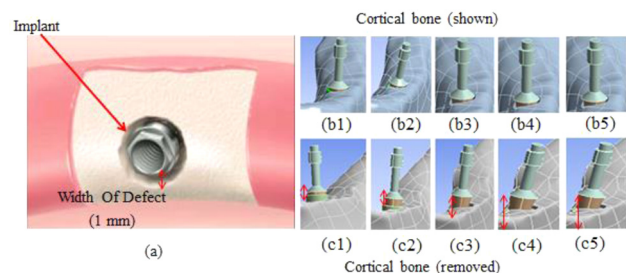 Cortical bone (shown)
Implant
(b1) (b2) (b3) (b4) (b5)
Width Of Defect
(1 mm)
(a)
(c1) (c2) (c3) (c4) (c5)
Cortical bone (removed)